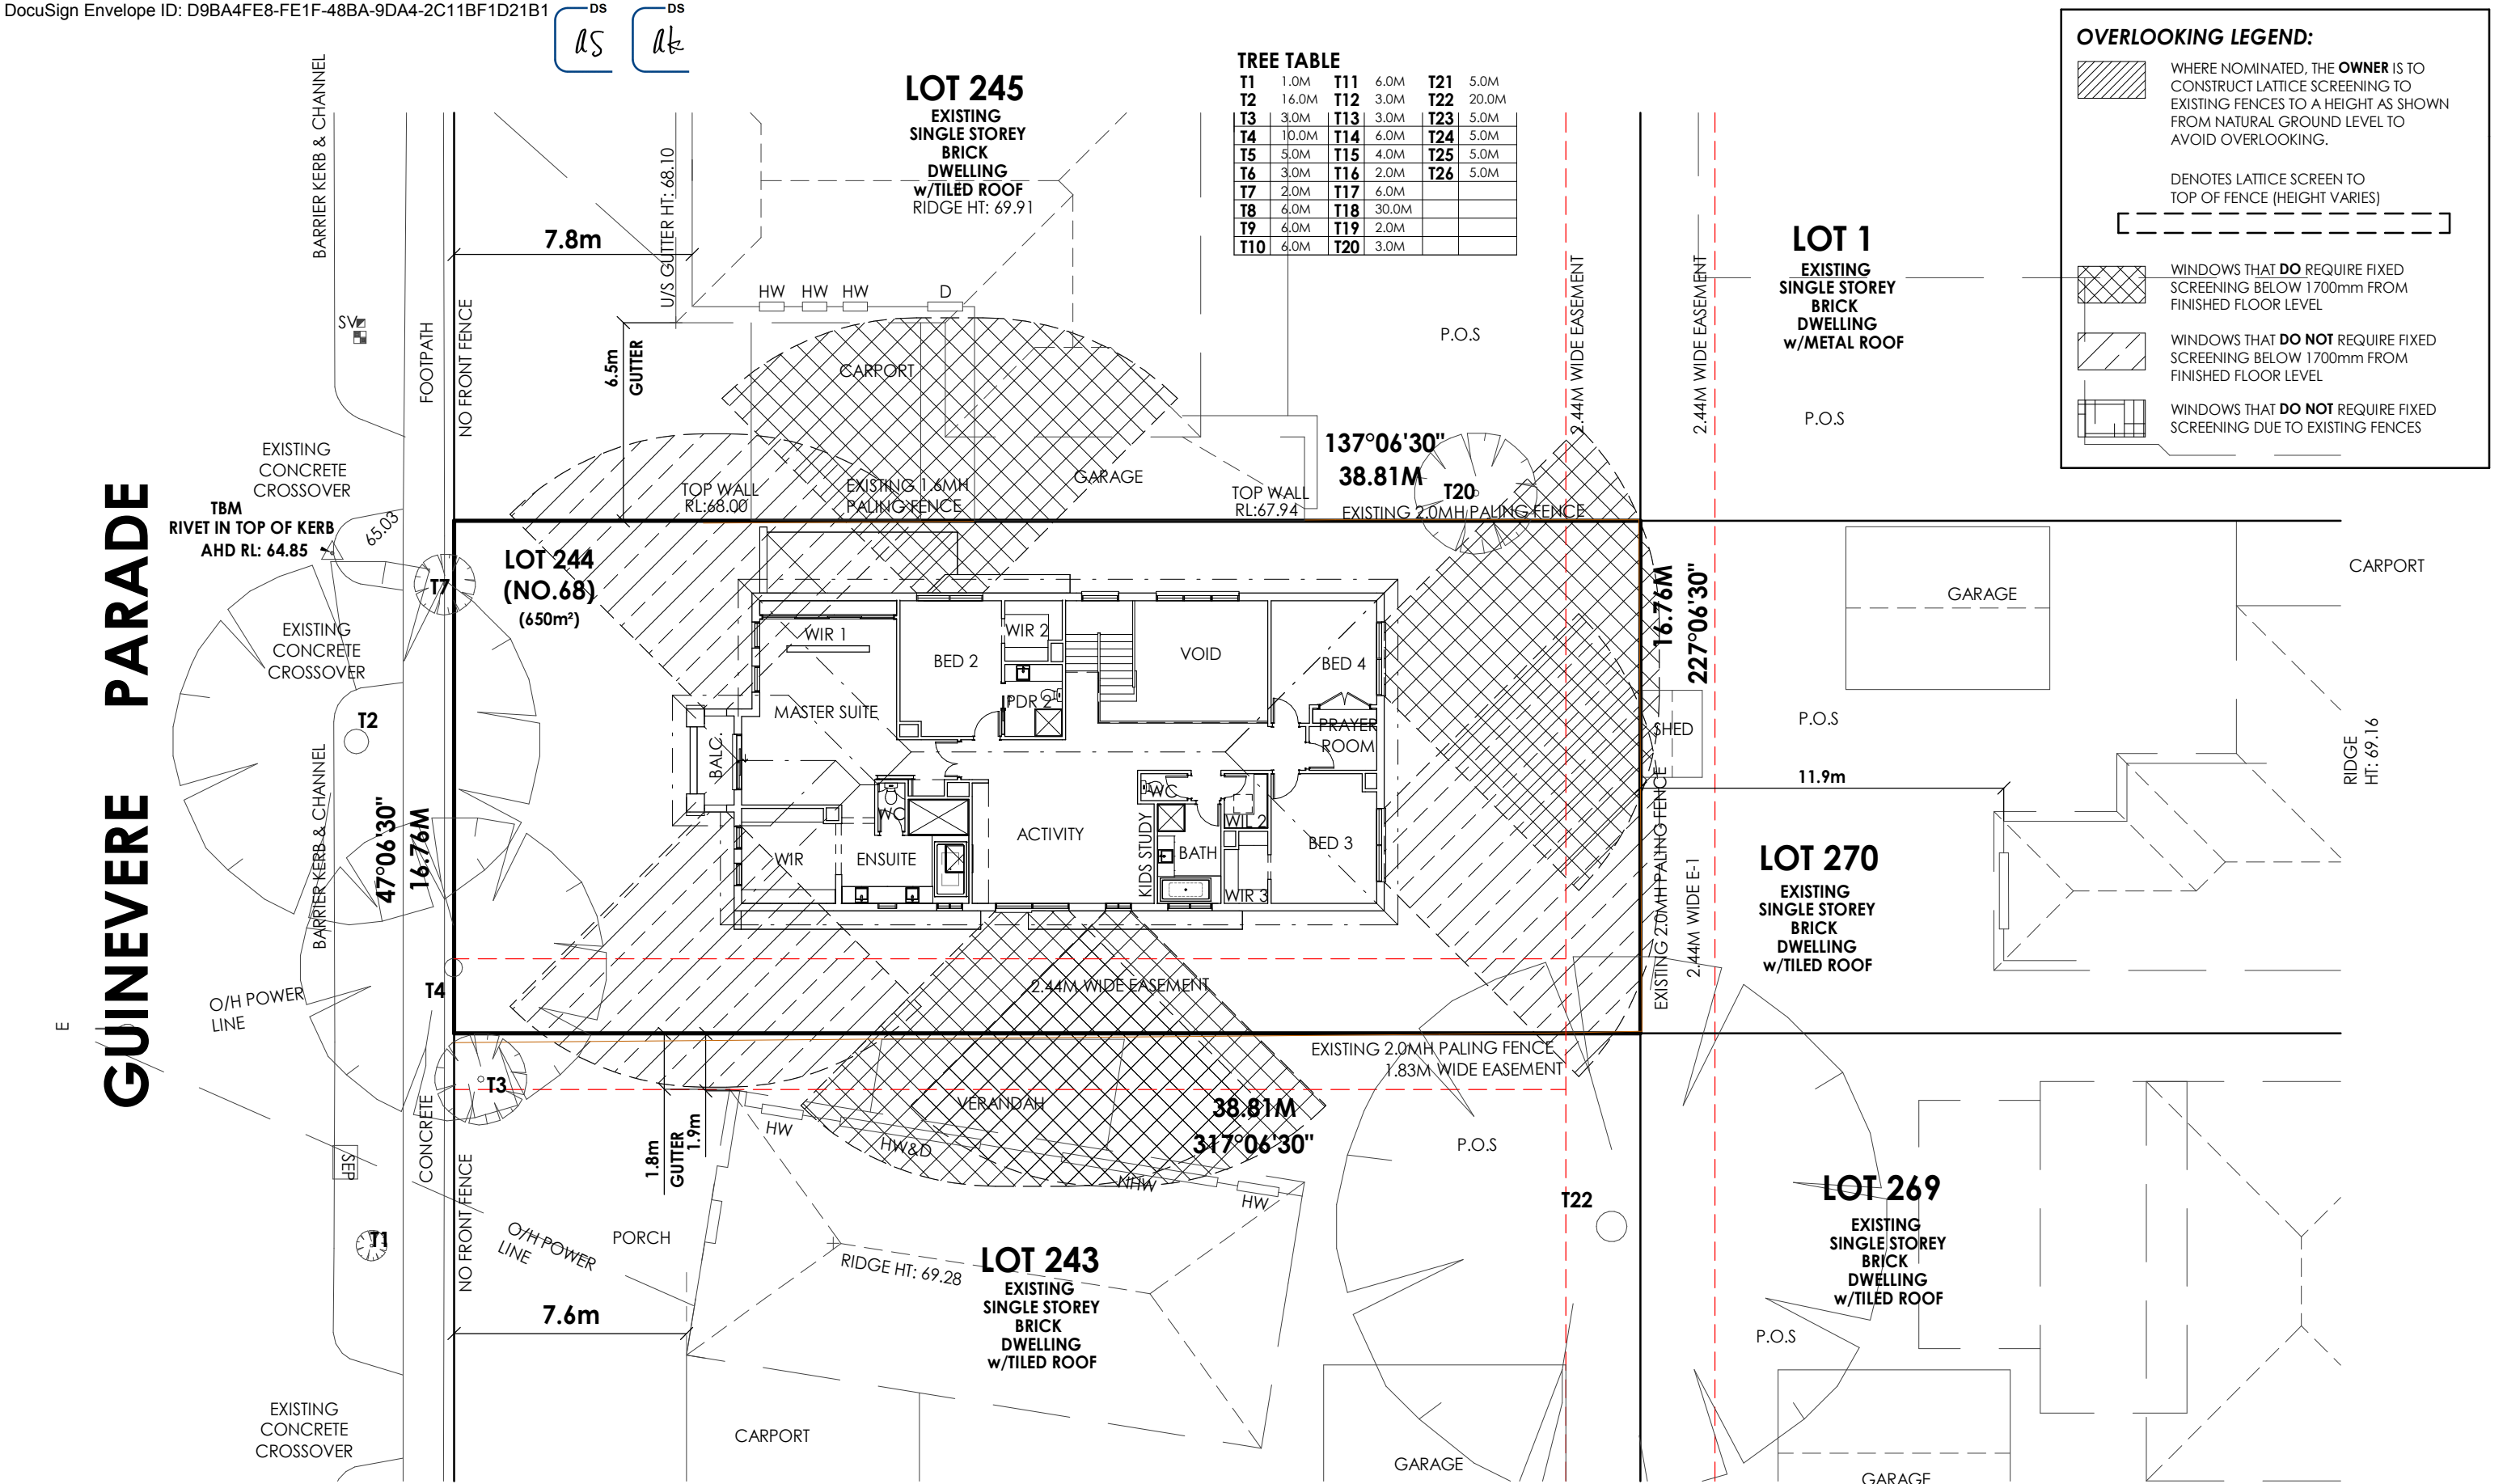 DocuSign Envelope ID: D9BA4FE8-FE1F-48BA-9DA4-2C11BF1D21B1
DS
DS
OVERLOOKING LEGEND:
WHERE NOMINATED, THE OWNER IS TO
CONSTRUCT LATTICE SCREENING TO
EXISTING FENCES TO A HEIGHT AS SHOWN
FROM NATURAL GROUND LEVEL TO
AVOID OVERLOOKING.
DENOTES LATTICE SCREEN TO
TOP OF FENCE (HEIGHT VARIES)
WINDOWS THAT DO REQUIRE FIXED
SCREENING BELOW 1700mm FROM
FINISHED FLOOR LEVEL
WINDOWS THAT DO NOT REQUIRE FIXED
SCREENING BELOW 1700mm FROM
FINISHED FLOOR LEVEL
WINDOWS THAT DO NOT REQUIRE FIXED
SCREENING DUE TO EXISTING FENCES
TREE TABLE
T1 1.0M T11 6.0M T21 5.0M
T2 16.0M T12 3.0M T22 20.0M
T3 3.0M T13 3.0M T23 5.0M
T4 10.0M T14 6.0M T24 5.0M
T5 5.0M T15 4.0M T25 5.0M
T6 3.0M T16 2.0M T26 5.0M
T7 2.0M T17 6.0M
T8 6.0M T18 30.0M
T9 6.0M T19 2.0M
T10 6.0M T20 3.0M
LOT 245
EXISTING
SINGLE STOREY
BRICK
DWELLING
w/TILED ROOF
RIDGE HT: 69.91
BARRIER KERB & CHANNEL
U/S GUTTER HT: 68.10
7.8m
HW HW HW D
SV
FOOTPATH
NO FRONT FENCE
6.5m
GUTTER
CARPORT
P.O.S
2.44M WIDE EASEMENT
2.44M WIDE EASEMENT
LOT 1
EXISTING
SINGLE STOREY
BRICK
DWELLING
w/METAL ROOF
P.O.S
EXISTING
CONCRETE
CROSSOVER
TBM
RIVET IN TOP OF KERB
AHD RL: 64.85
65.03
TOP WALL
RL:68.00
EXISTING 1.6MH
PALING FENCE
GARAGE
TOP WALL
RL:67.94
137°06'30"
38.81M
T20
EXISTING 2.0MH PALING FENCE
GUINEVERE PARADE
LOT 244
(NO.68)
(650m²)
T7
EXISTING
CONCRETE
CROSSOVER
T2
WIR 1
BED 2
WIR 2
VOID
BED 4
PDR 2
MASTER SUITE
BALC.
PRAYER
ROOM
WC
WC
WIR
ENSUITE
ACTIVITY
KIDS STUDY
BATH
WIL 2
WIR 3
BED 3
16.76M
227°06'30"
SHED
GARAGE
CARPORT
P.O.S
RIDGE
HT: 69.16
11.9m
EXISTING 2.0MH PALING FENCE
2.44M WIDE E-1
LOT 270
EXISTING
SINGLE STOREY
BRICK
DWELLING
w/TILED ROOF
BARRIER KERB & CHANNEL
47°06'30"
16.76M
O/H POWER
LINE
E
T4
2.44M WIDE EASEMENT
T3
EXISTING 2.0MH PALING FENCE
1.83M WIDE EASEMENT
1.8m
GUTTER
1.9m
HW
VERANDAH
HW&D
NHW
HW
38.81M
317°06'30"
P.O.S
CONCRETE
NO FRONT FENCE
SEP
T1
O/H POWER
LINE
PORCH
RIDGE HT: 69.28
LOT 243
EXISTING
SINGLE STOREY
BRICK
DWELLING
w/TILED ROOF
7.6m
T22
LOT 269
EXISTING
SINGLE STOREY
BRICK
DWELLING
w/TILED ROOF
P.O.S
EXISTING
CONCRETE
CROSSOVER
CARPORT
GARAGE
GARAGE